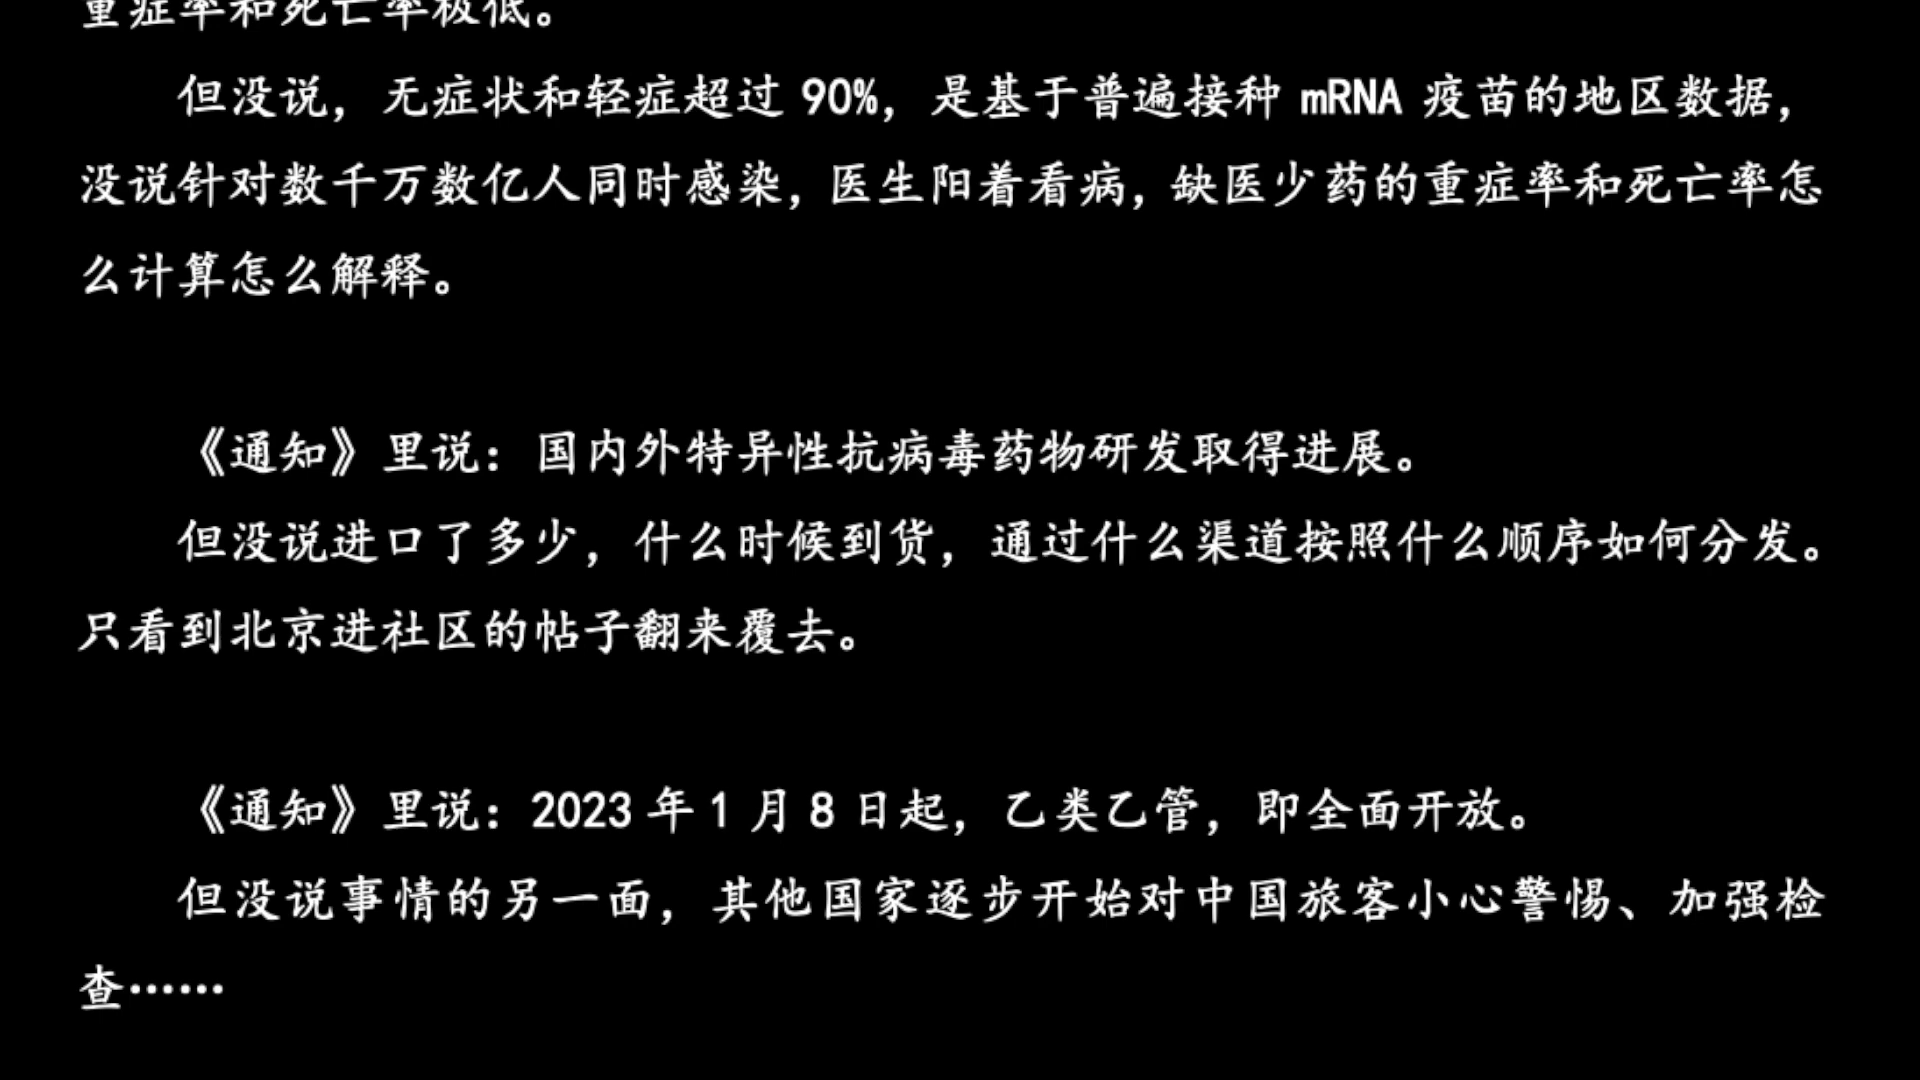 重症率和死亡率极低。
但没说，无症状和轻症超过 90%，是基于普遍接种 mRNA 疫苗的地区数据，
没说针对数千万数亿人同时感染，医生阳着看病，缺医少药的重症率和死亡率怎
么计算怎么解释。
《通知》里说：国内外特异性抗病毒药物研发取得进展。
但没说进口了多少，什么时候到货，通过什么渠道按照什么顺序如何分发。
只看到北京进社区的帖子翻来覆去。
《通知》里说：2023 年 1 月 8 日起，乙类乙管，即全面开放。
但没说事情的另一面，其他国家逐步开始对中国旅客小心警惕、加强检
查……